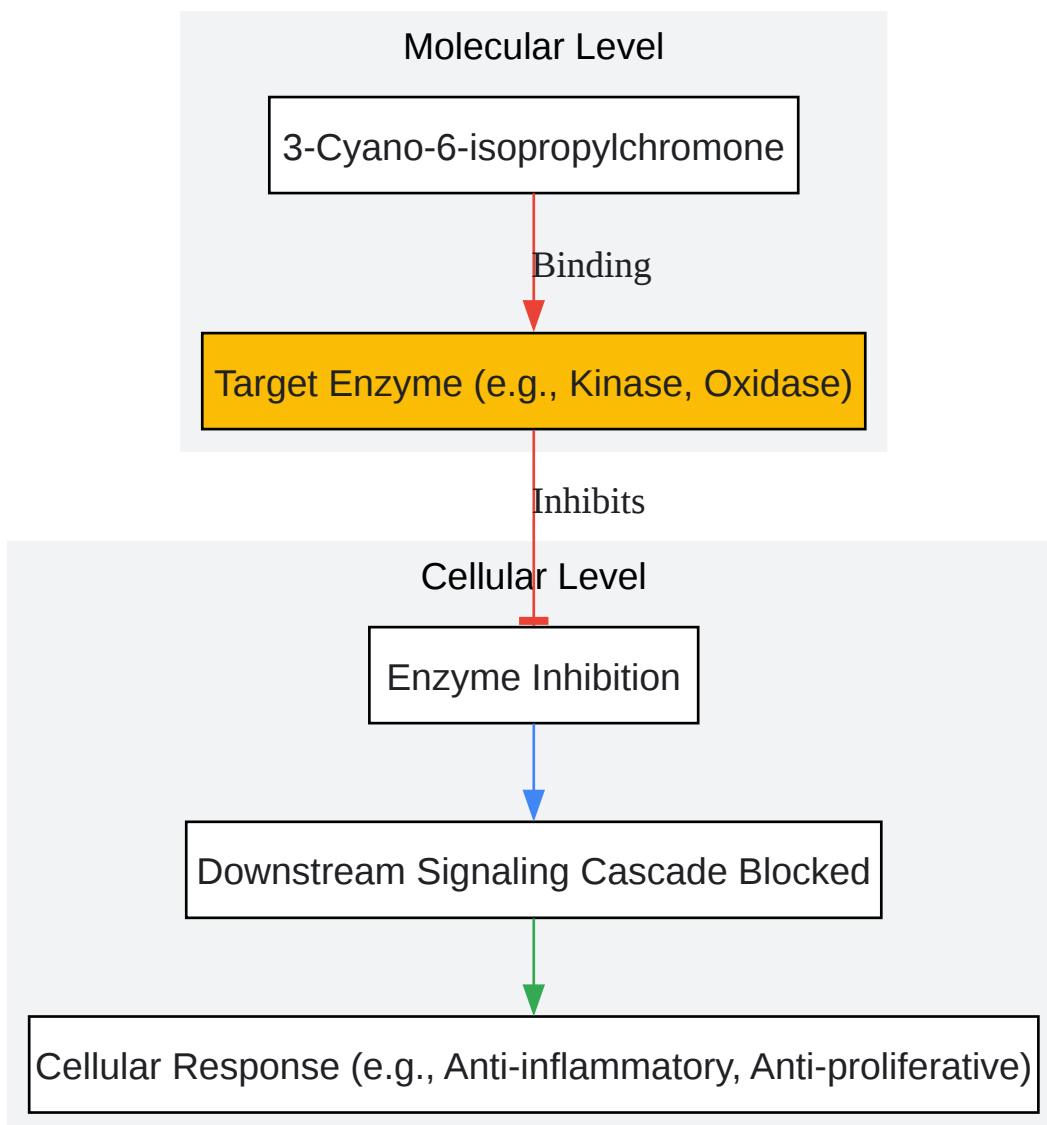 Molecular Level
3-Cyano-6-isopropylchromone
Binding
Target Enzyme (e.g., Kinase, Oxidase)
Inhibits
Cellular Level
Enzyme Inhibition
Downstream Signaling Cascade Blocked
Cellular Response (e.g., Anti-inflammatory, Anti-proliferative)